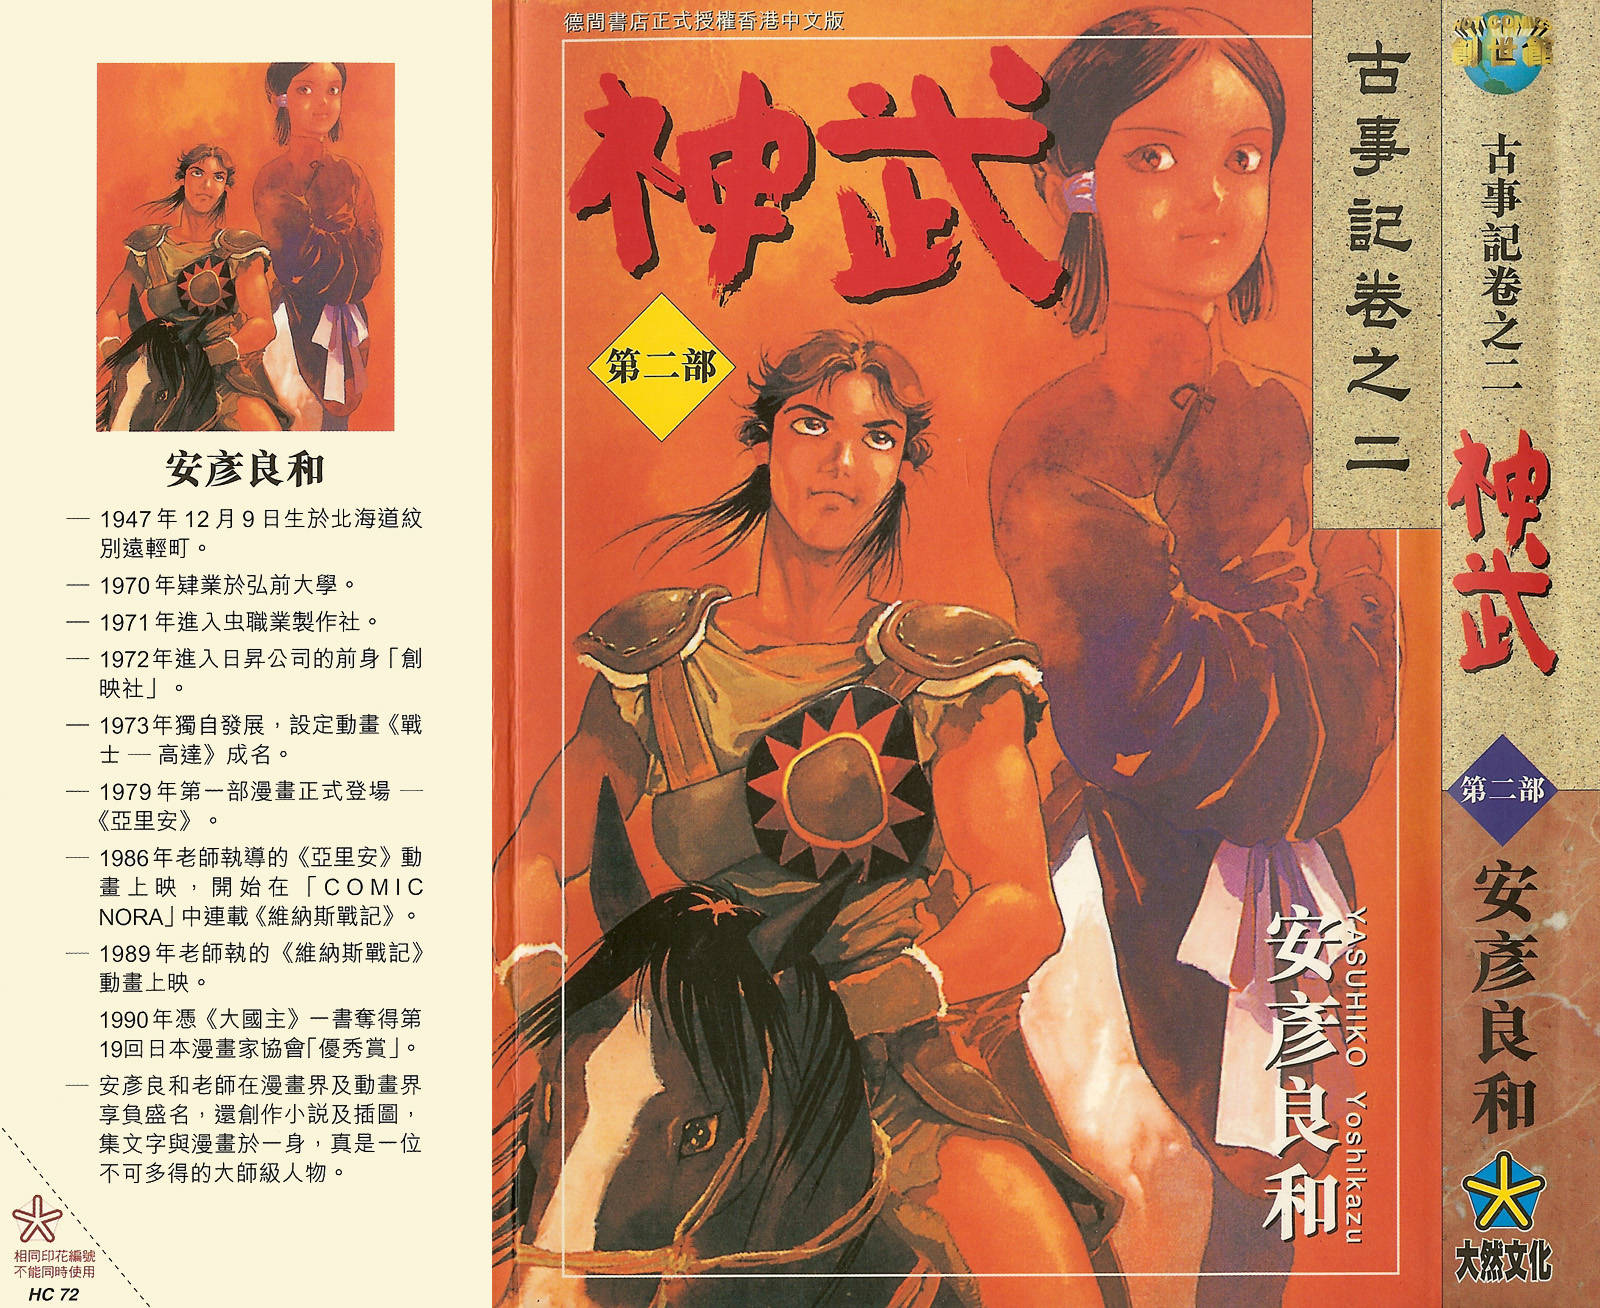 安彥良和
— 1947年12月9日生於北海道紋
別遠輕町。
— 1970年肄業於弘前大學。
— 1971年進入虫職業製作社。
— 1972年進入日昇公司的前身「創
映社」。
— 1973年獨自發展，設定動畫《戰
士 — 高達》成名。
— 1979年第一部漫畫正式登場 —
《亞里安》。
— 1986年老師執導的《亞里安》動
畫上映，開始在「COMIC
NORA」中連載《維納斯戰記》。
— 1989年老師執的《維納斯戰記》
動畫上映。
1990年憑《大國主》一書奪得第
19回日本漫畫家協會「優秀賞」。
— 安彥良和老師在漫畫界及動畫界
享負盛名，還創作小說及插圖，
集文字與漫畫於一身，真是一位
不可多得的大師級人物。
相同印花編號
不能同時使用
HC 72
德間書店正式授權香港中文版
神武
第二部
古事記卷之二
安彥良和
YASUHIKO Yoshikazu
HOT COMICS
創世館
古事記卷之二
神武
第二部
安彥良和
大然文化